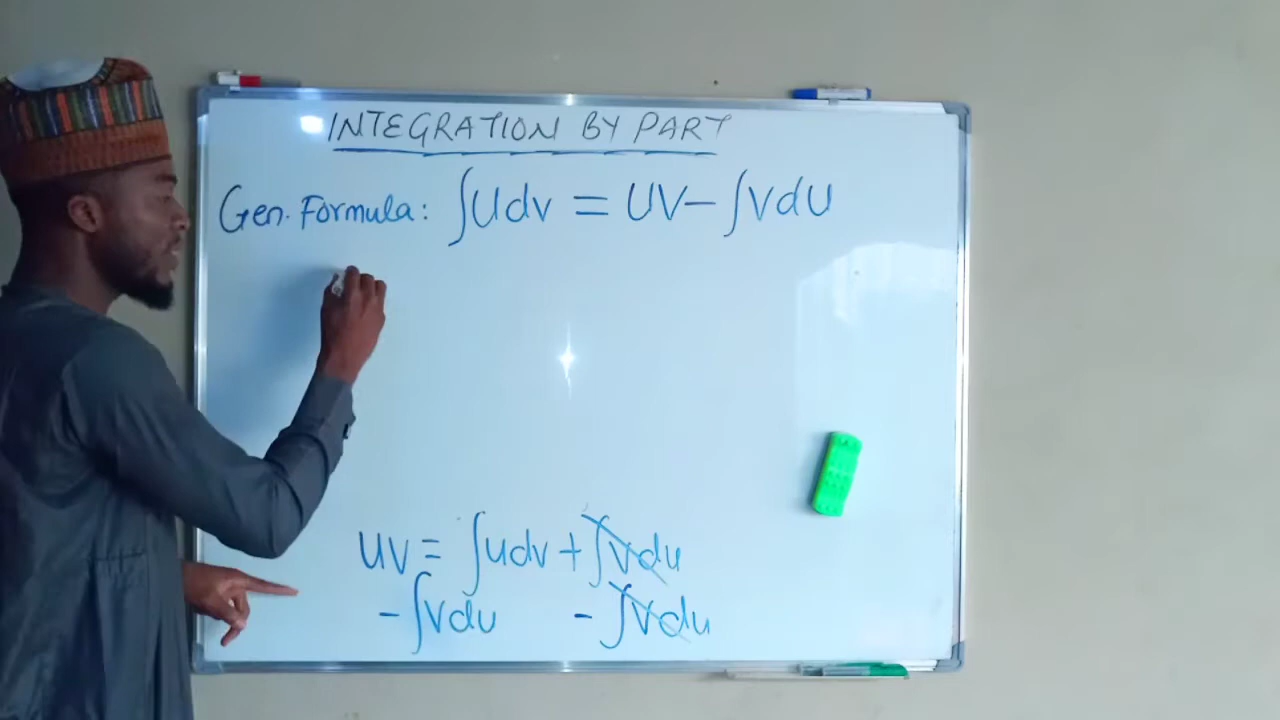 INTEGRATION BY PART
Gen. Formula: ∫Udv = UV-∫VdU
UV= ∫udv+∫vdu
-∫Vdu -∫Vdu